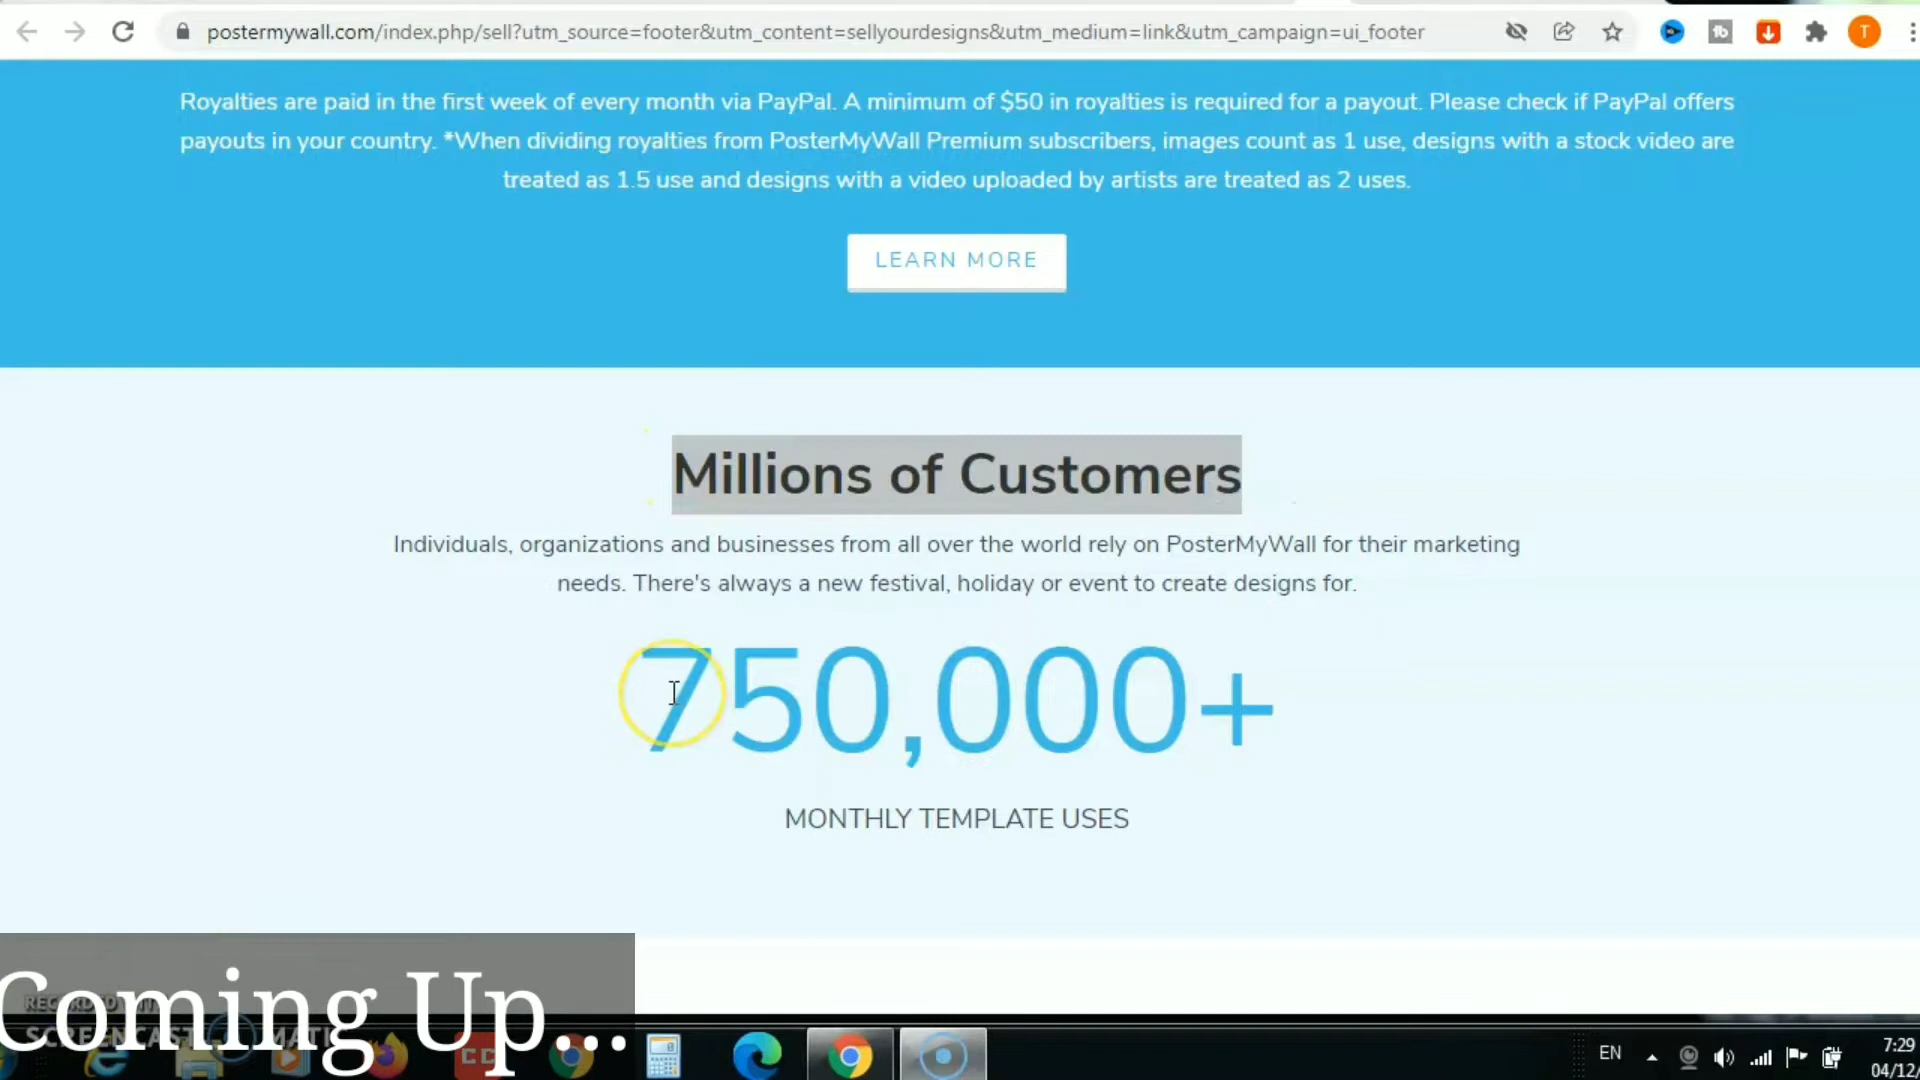 postermywall.com/index.php/sell?utm_source=footer&utm_content=sellyourdesigns&utm_medium=link&utm_campaign=ui_footer
T
Royalties are paid in the first week of every month via PayPal. A minimum of $50 in royalties is required for a payout. Please check if PayPal offers
payouts in your country. *When dividing royalties from PosterMyWall Premium subscribers, images count as 1 use, designs with a stock video are
treated as 1.5 use and designs with a video uploaded by artists are treated as 2 uses.
LEARN MORE
Millions of Customers
Individuals, organizations and businesses from all over the world rely on PosterMyWall for their marketing
needs. There's always a new festival, holiday or event to create designs for.
750,000+
MONTHLY TEMPLATE USES
Coming Up...
CC
EN
7:29
04/12/